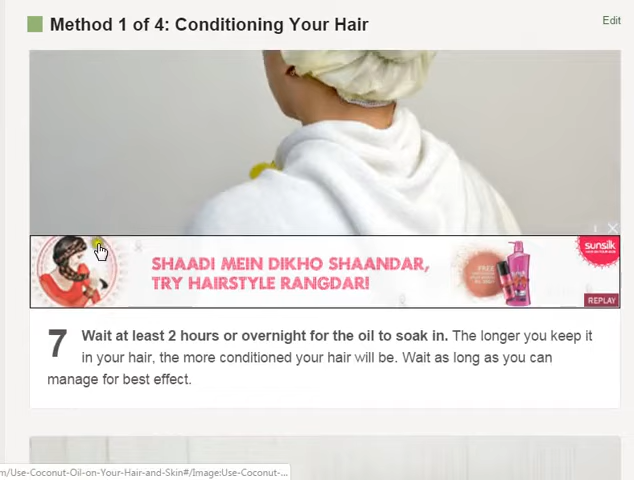 Method 1 of 4: Conditioning Your Hair
Edit
SHAADI MEIN DIKHO SHAANDAR,
TRY HAIRSTYLE RANGDAR!
FREE
sunsilk
REPLAY
7 Wait at least 2 hours or overnight for the oil to soak in. The longer you keep it
in your hair, the more conditioned your hair will be. Wait as long as you can
manage for best effect.
m/Use-Coconut-Oil-on-Your-Hair-and-Skin#/Image:Use-Coconut-...